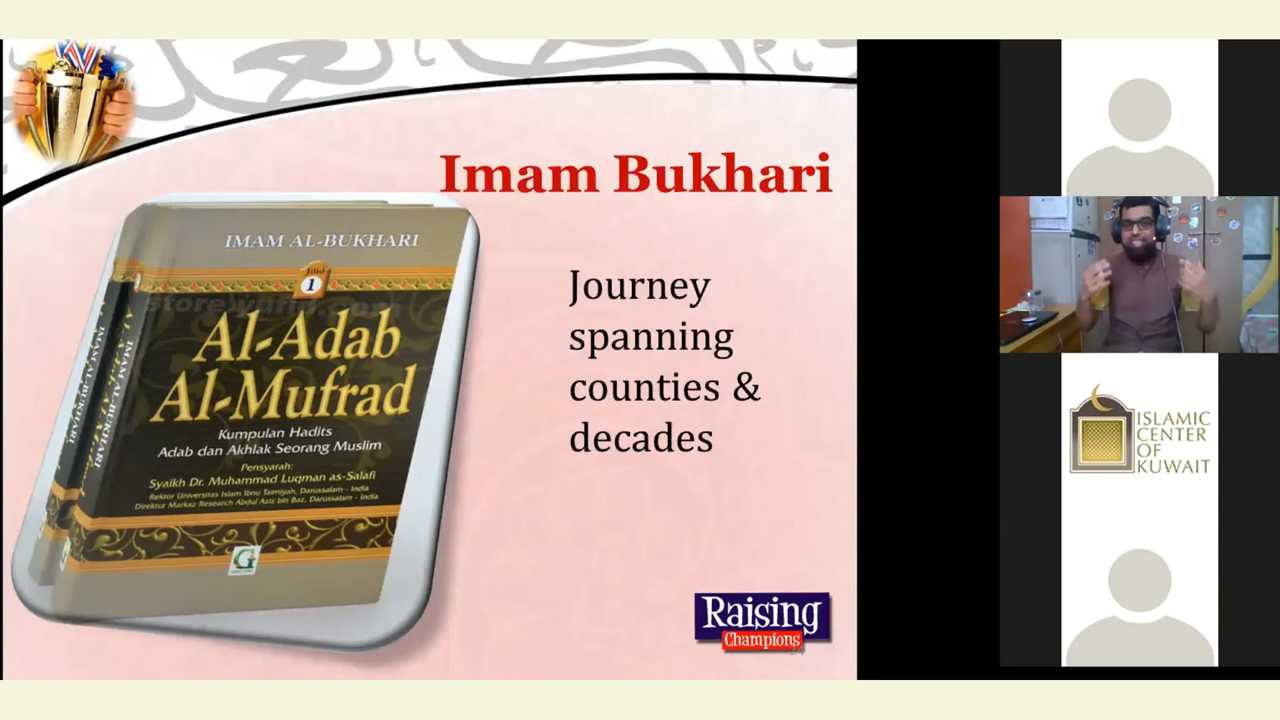 Imam Bukhari
IMAM AL-BUKHARI
Jilid
1
Al-Adab
Al-Mufrad
Kumpulan Hadits
Adab dan Akhlak Seorang Muslim
Pensyarah:
Syaikh Dr. Muhammad Luqman as-Salafi
Rektor Universitas Islam Ibnu Taimiyah, Darussalam - India
Direktur Markaz Research Abdul Aziz bin Baz, Darussalam - India
G
Journey
spanning
counties &
decades
Raising
Champions
ISLAMIC
CENTER
OF
KUWAIT